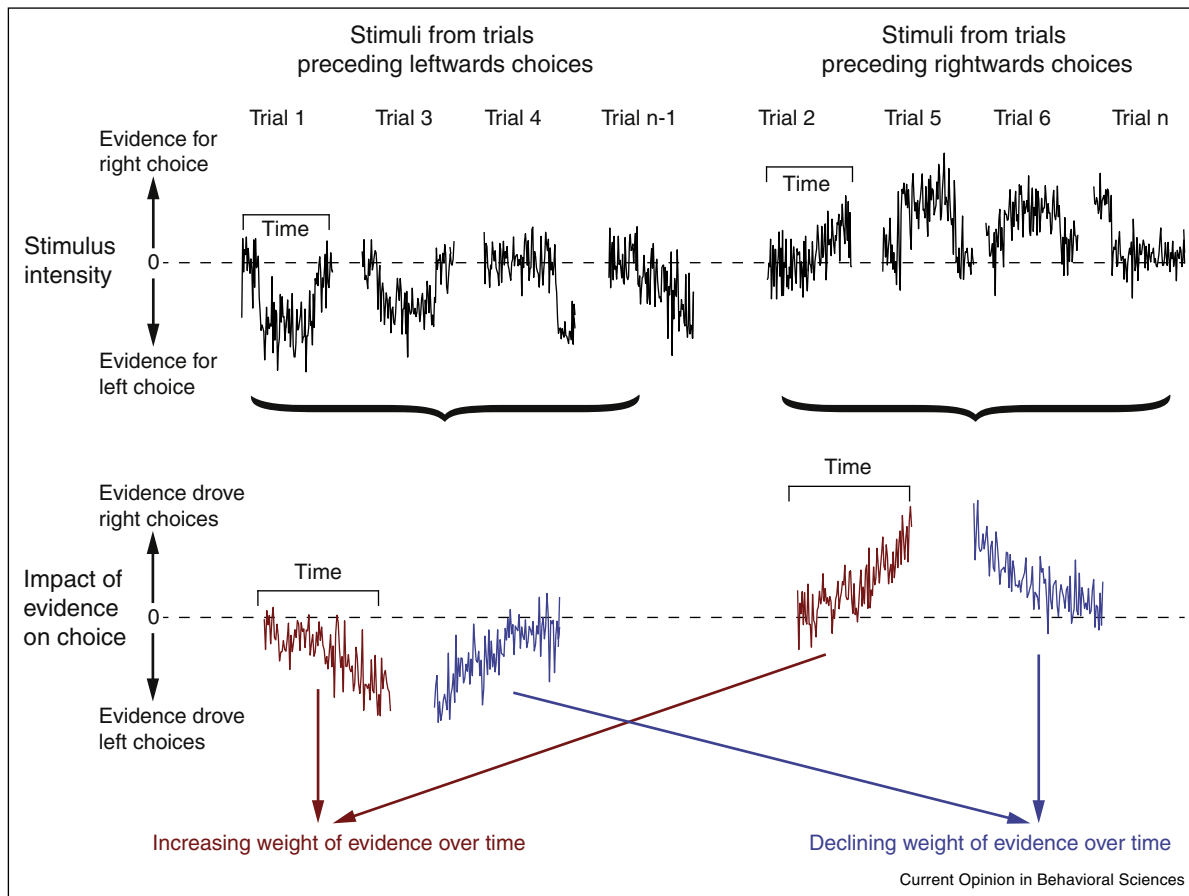 Stimuli from trials
preceding leftwards choices
Stimuli from trials
preceding rightwards choices
Trial 1
Trial 3
Trial 4
Trial n-1
Trial 2
Trial 5
Trial 6
Trial n
Evidence for
right choice
Time
Time
Stimulus
intensity
0
Evidence for
left choice
Evidence drove
right choices
Time
Time
Impact of
evidence
on choice
0
Evidence drove
left choices
Increasing weight of evidence over time
Declining weight of evidence over time
Current Opinion in Behavioral Sciences